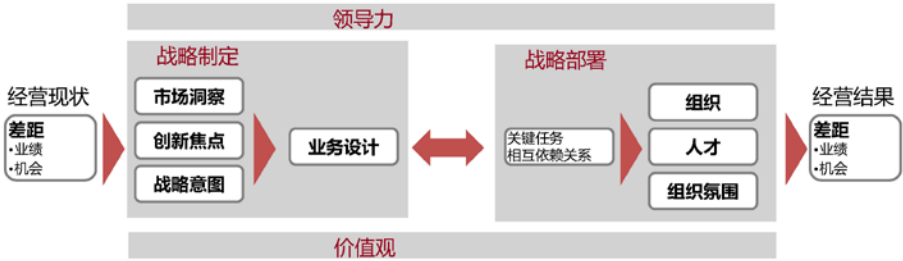 领导力
经营现状
差距
•业绩
•机会
战略制定
市场洞察
创新焦点
战略意图
业务设计
战略部署
关键任务
相互依赖关系
组织
人才
组织氛围
经营结果
差距
•业绩
•机会
价值观